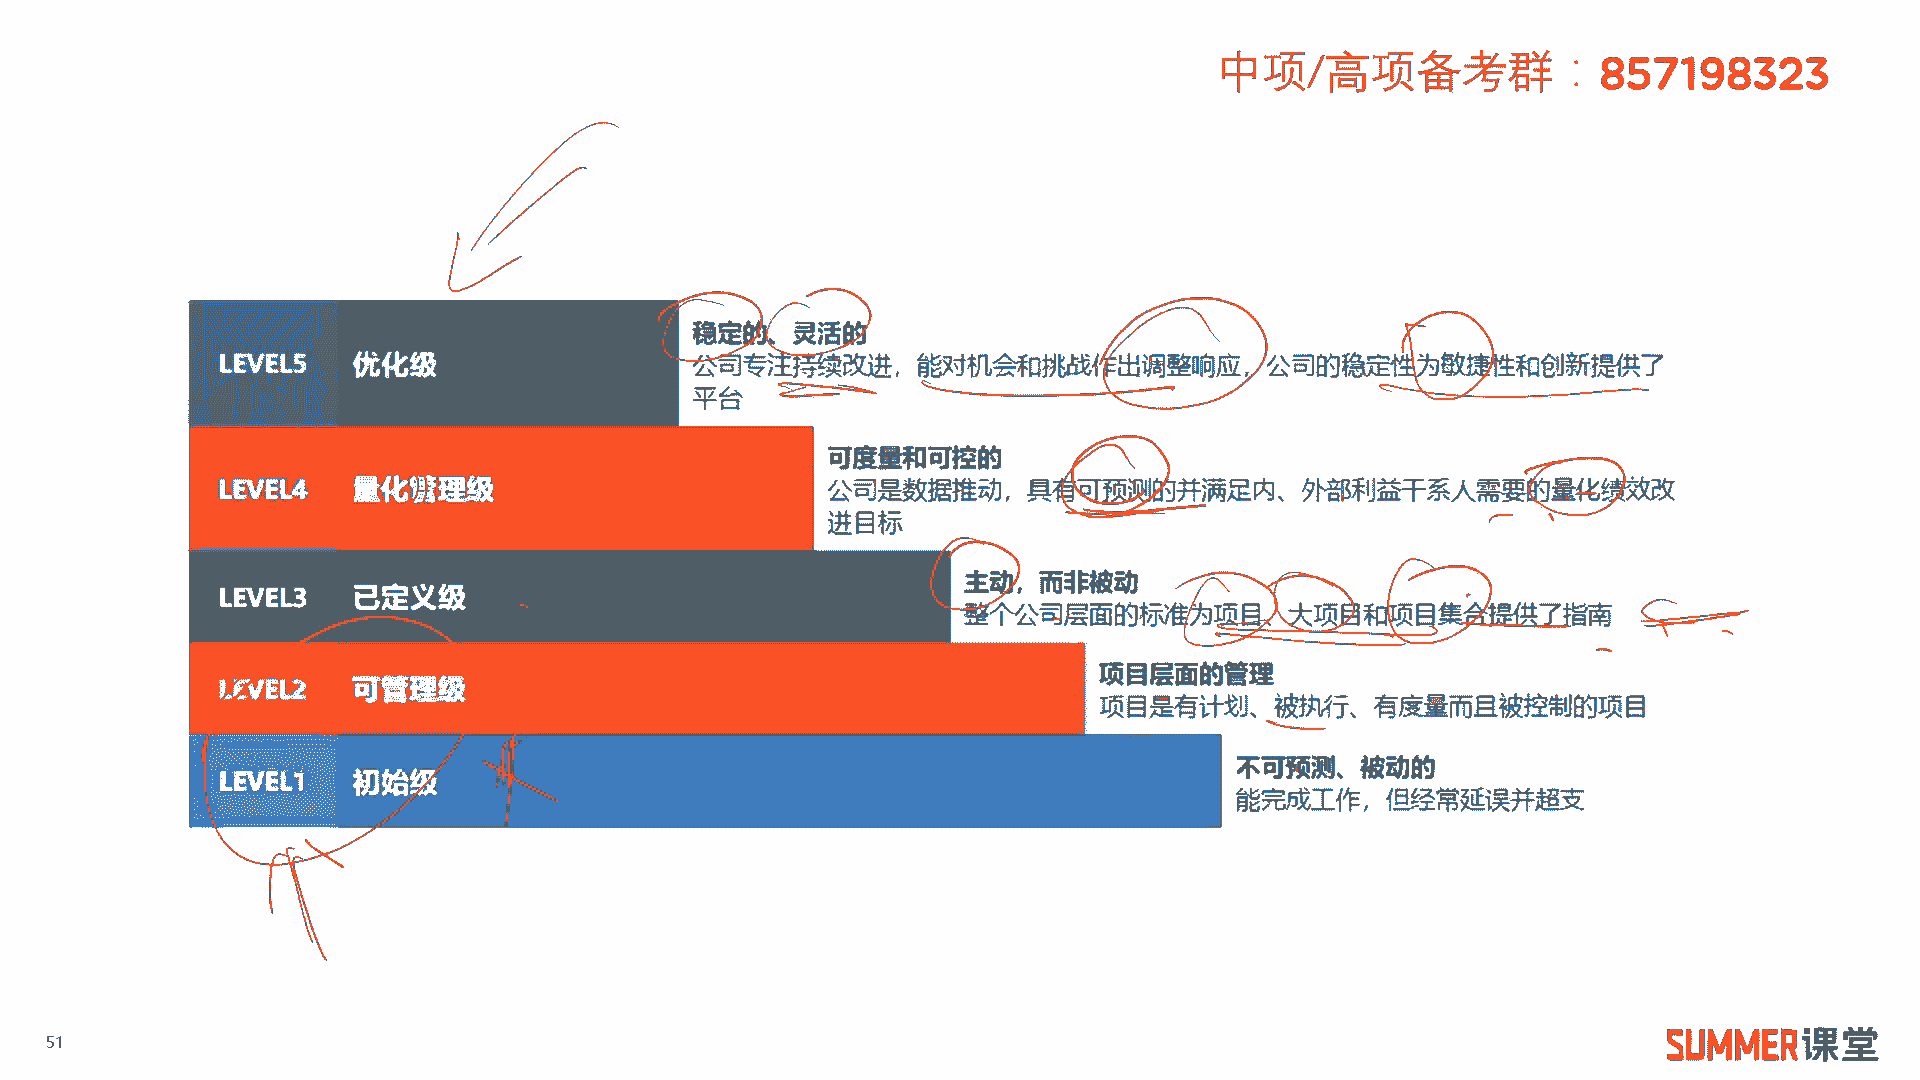 中项/高项备考群：857198323
LEVEL5 优化级
稳定的、灵活的
公司专注持续改进，能对机会和挑战作出调整响应，公司的稳定性为敏捷性和创新提供了
平台
LEVEL4 量化管理级
可度量和可控的
公司是数据推动，具有可预测的并满足内、外部利益干系人需要的量化绩效改
进目标
LEVEL3 已定义级
主动，而非被动
整个公司层面的标准为项目、大项目和项目集合提供了指南
LEVEL2 可管理级
项目层面的管理
项目是有计划、被执行、有度量而且被控制的项目
LEVEL1 初始级
不可预测、被动的
能完成工作，但经常延误并超支
51
SUMMER课堂